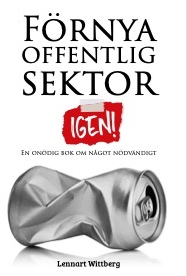 FÖRNYA
OFFENTLIG
SEKTOR
IGEN!
EN ONÖDIG BOK OM NÅGOT NÖDVÄNDIGT
Lennart Wittberg